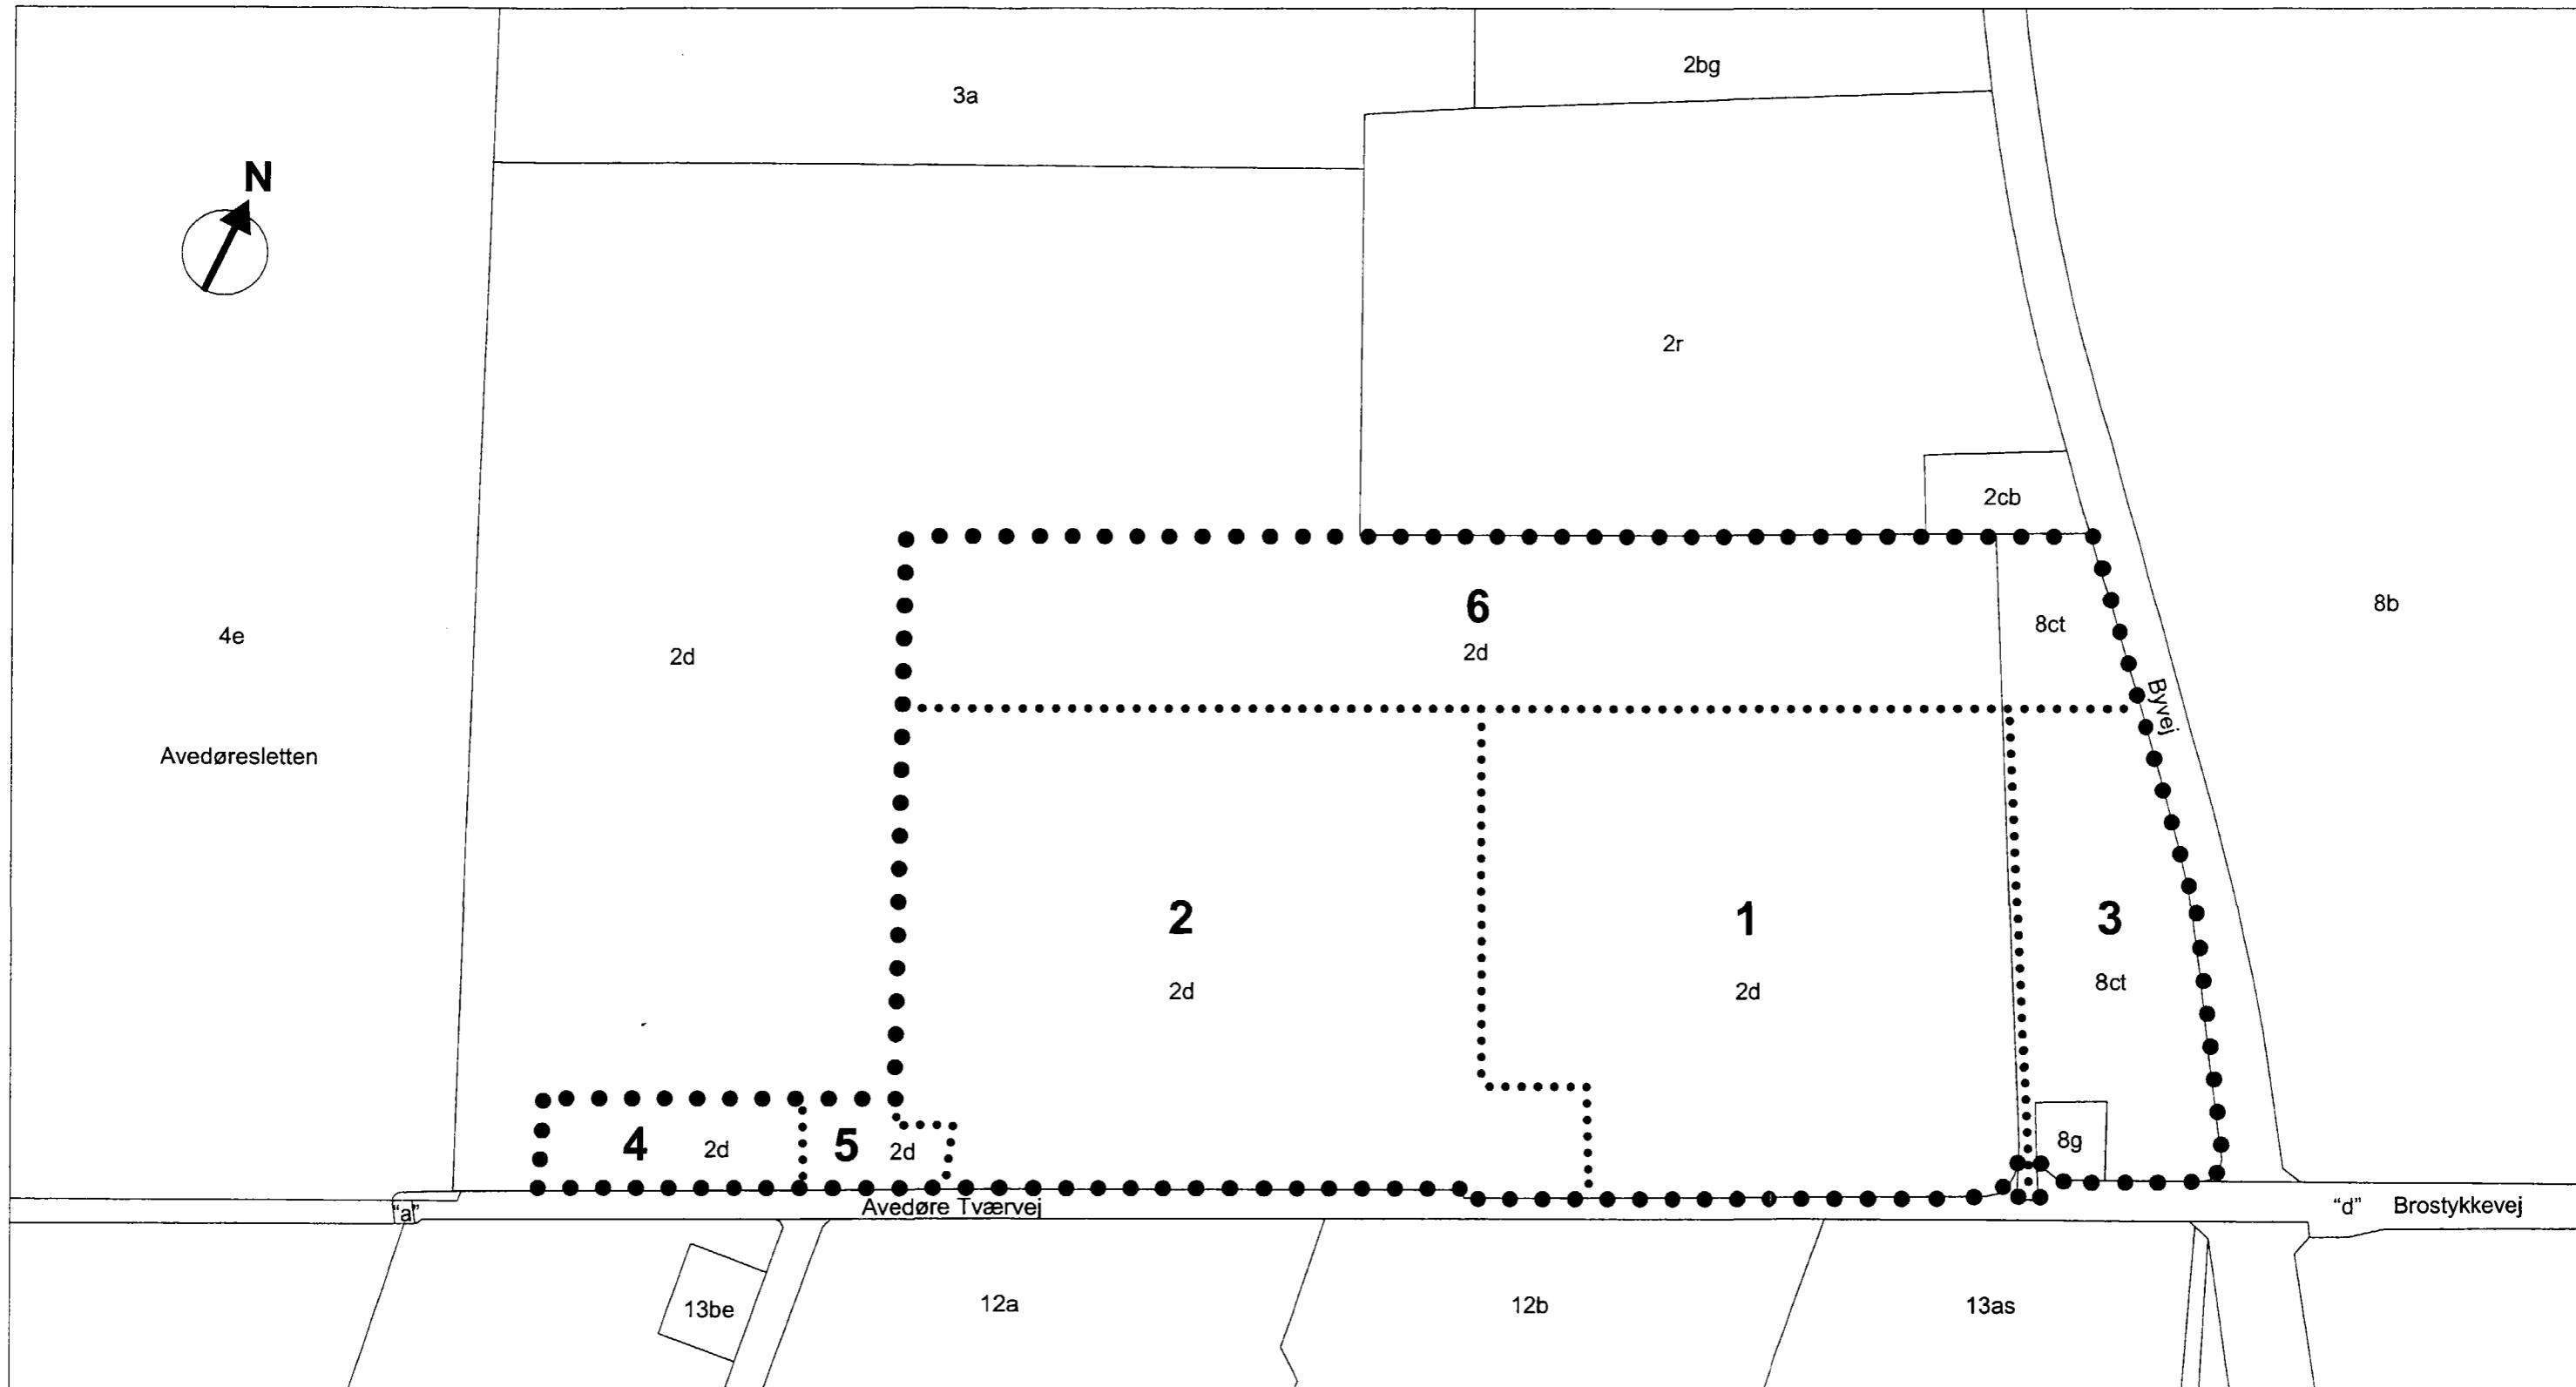 2bg
3a
N
2r
2cb
6
8ct
8b
4e
2d
2d
Byvej
Avedøresletten
2
1
3
2d
2d
8ct
4
2d
5
2d
8g
"a"
Avedøre Tværvej
"d"
Brostykkevej
13be
12a
12b
13as